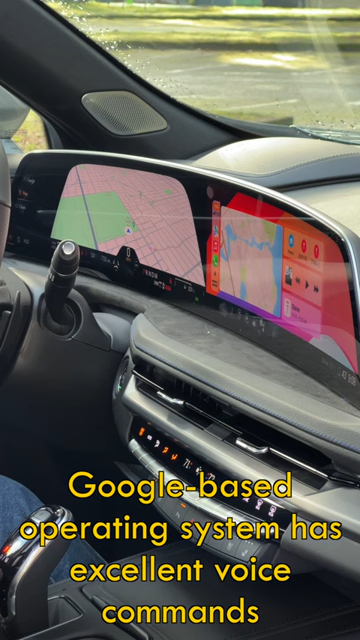 Google-based
operating system has
excellent voice
commands